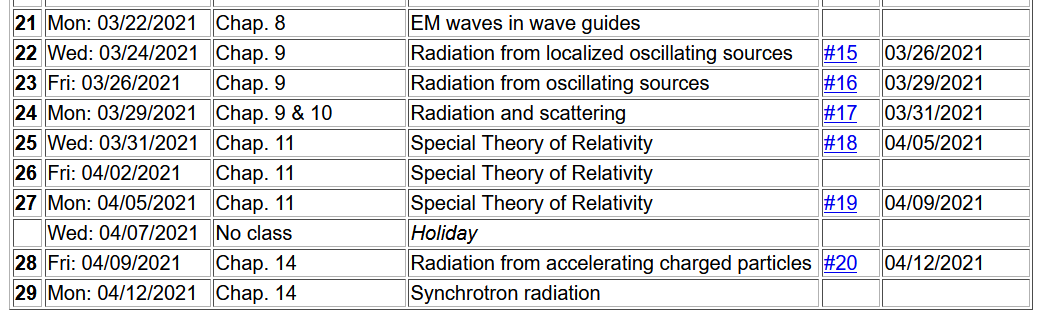 21 Mon: 03/22/2021 Chap. 8 EM waves in wave guides
22 Wed: 03/24/2021 Chap. 9 Radiation from localized oscillating sources #15 03/26/2021
23 Fri: 03/26/2021 Chap. 9 Radiation from oscillating sources #16 03/29/2021
24 Mon: 03/29/2021 Chap. 9 & 10 Radiation and scattering #17 03/31/2021
25 Wed: 03/31/2021 Chap. 11 Special Theory of Relativity #18 04/05/2021
26 Fri: 04/02/2021 Chap. 11 Special Theory of Relativity
27 Mon: 04/05/2021 Chap. 11 Special Theory of Relativity #19 04/09/2021
Wed: 04/07/2021 No class Holiday
28 Fri: 04/09/2021 Chap. 14 Radiation from accelerating charged particles #20 04/12/2021
29 Mon: 04/12/2021 Chap. 14 Synchrotron radiation